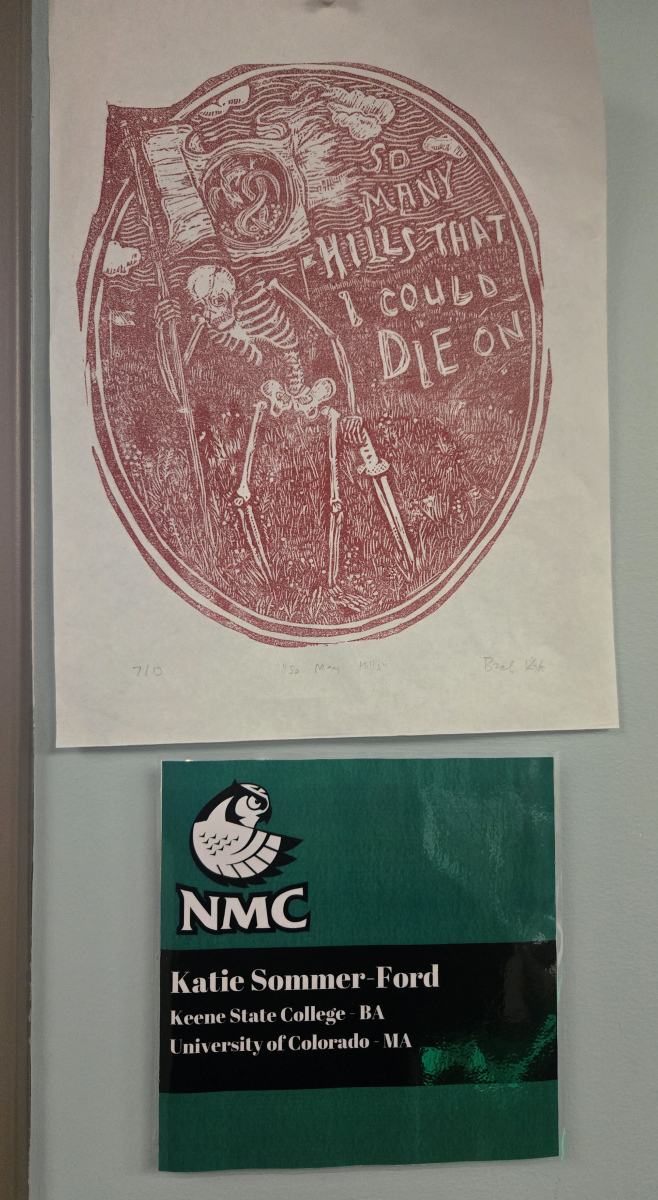 SO
MANY
HILLS THAT
I COULD
DIE ON
7/0 "So Many Hills"
NMC
Katie Sommer-Ford
Keene State College - BA
University of Colorado - MA